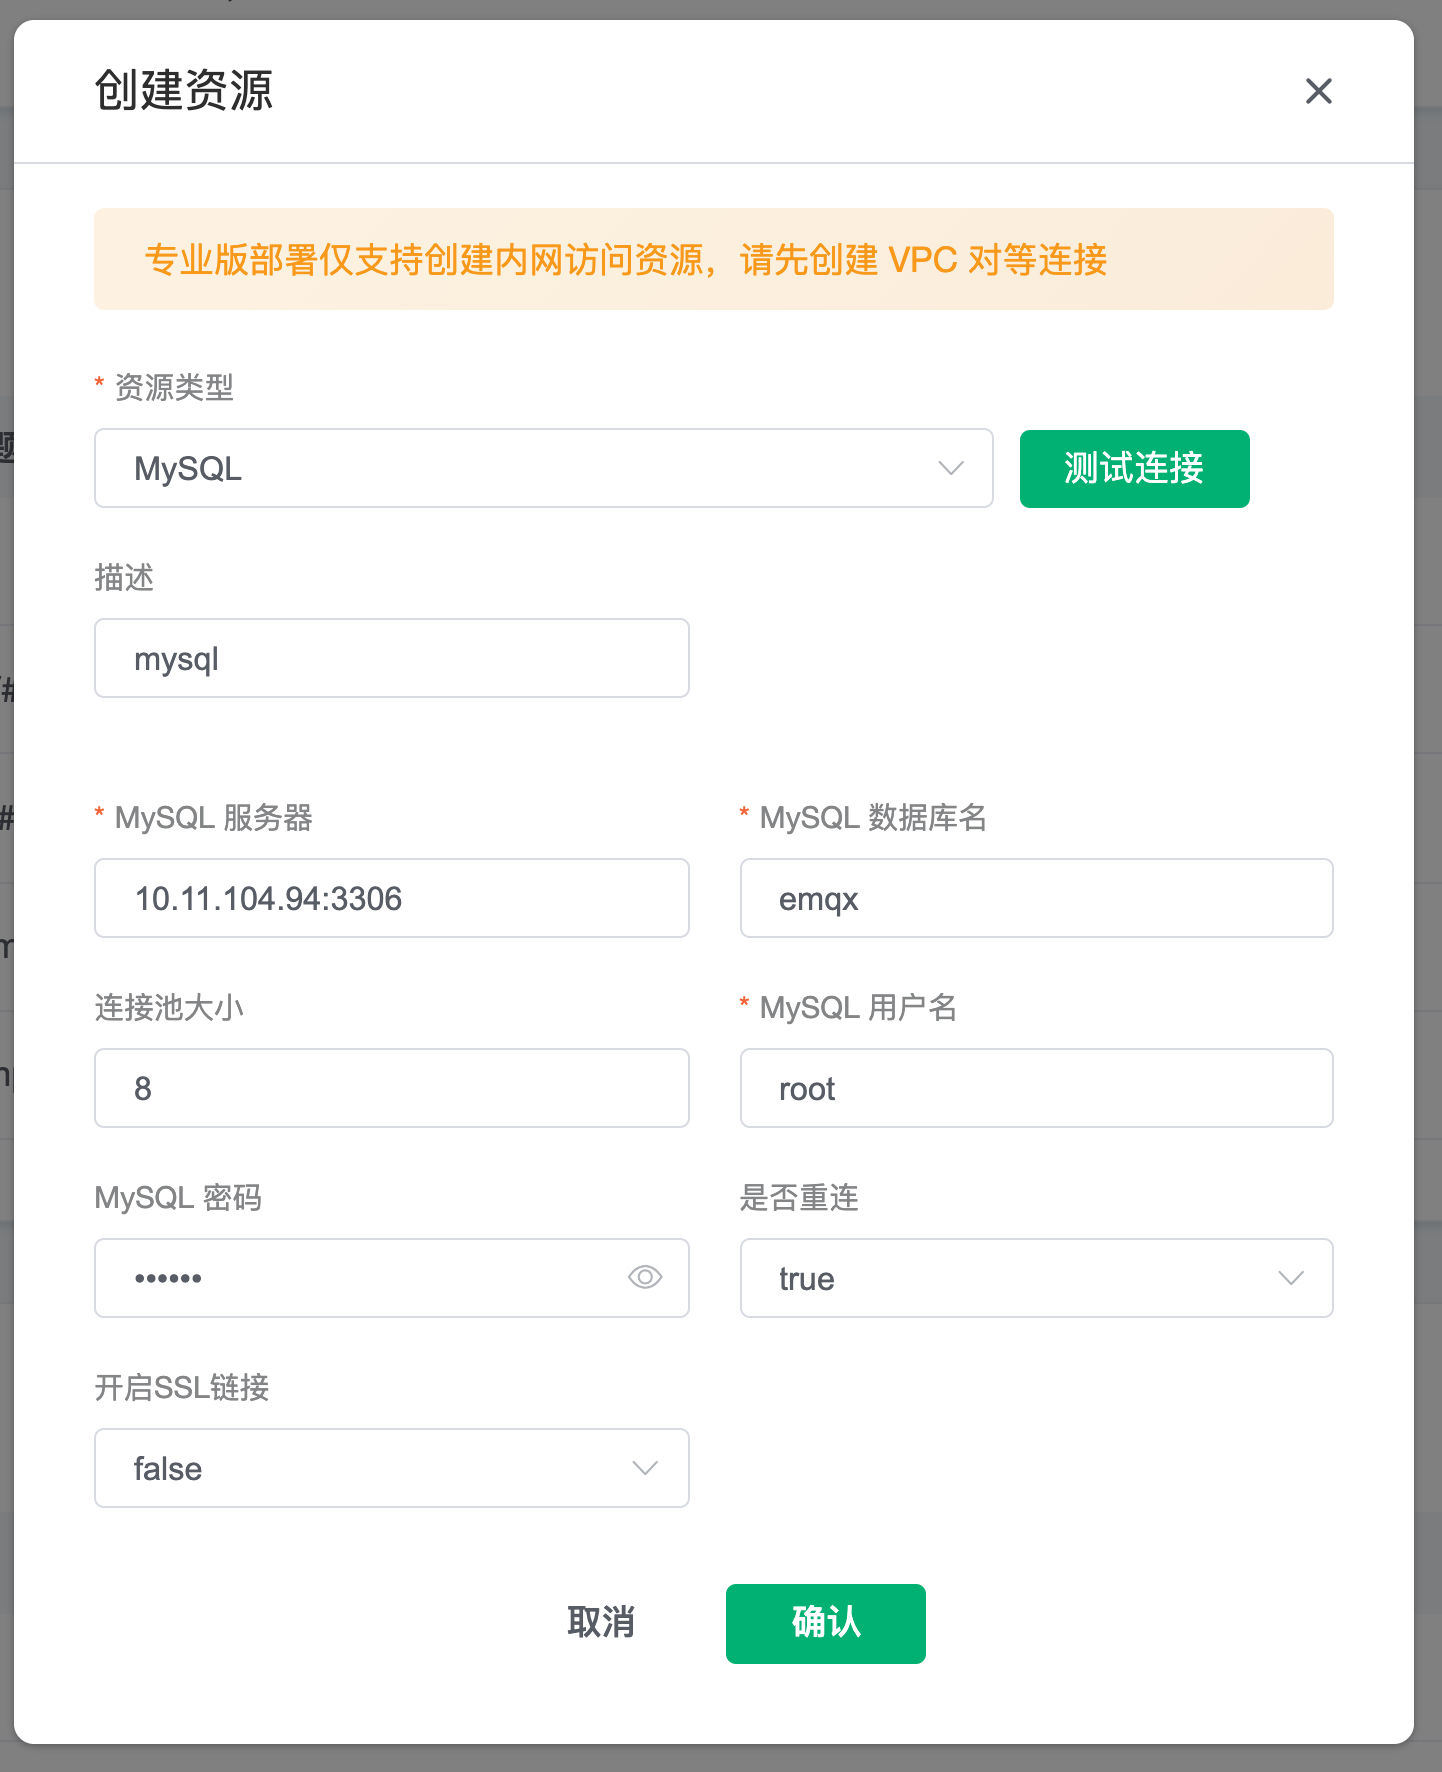 创建资源
专业版部署仅支持创建内网访问资源，请先创建 VPC 对等连接
* 资源类型
MySQL
测试连接
描述
mysql
* MySQL 服务器
* MySQL 数据库名
10.11.104.94:3306
emqx
连接池大小
* MySQL 用户名
8
root
MySQL 密码
是否重连
••••••
true
开启SSL链接
false
取消
确认